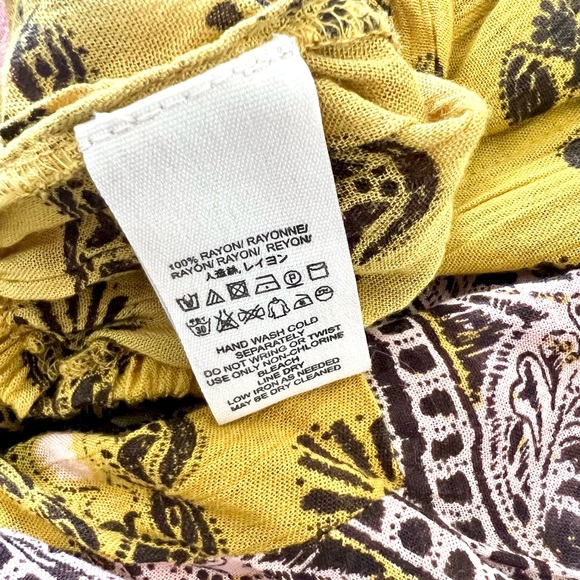 100% RAYON/ RAYONNE/
RAYON/ RAYON/ REYON/
人造絲, レイヨン
HAND WASH COLD
SEPARATELY
DO NOT WRING OR TWIST
USE ONLY NON-CHLORINE
BLEACH
LINE DRY
LOW IRON AS NEEDED
MAY BE DRY CLEANED